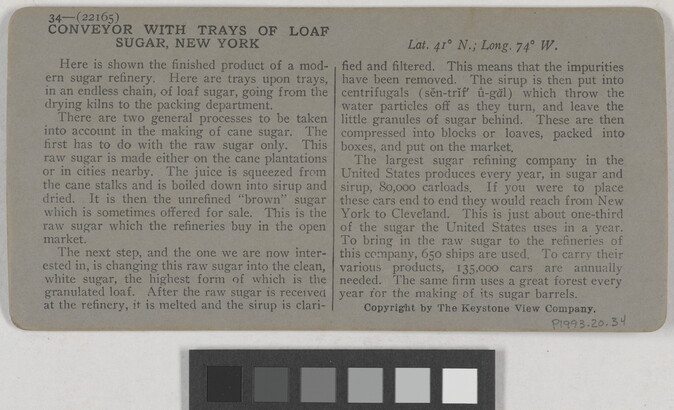 34—(22165)
CONVEYOR WITH TRAYS OF LOAF
SUGAR, NEW YORK
Here is shown the finished product of a mod-
ern sugar refinery. Here are trays upon trays,
in an endless chain, of loaf sugar, going from the
drying kilns to the packing department.
There are two general processes to be taken
into account in the making of cane sugar. The
first has to do with the raw sugar only. This
raw sugar is made either on the cane plantations
or in cities nearby. The juice is squeezed from
the cane stalks and is boiled down into sirup and
dried. It is then the unrefined "brown" sugar
which is sometimes offered for sale. This is the
raw sugar which the refineries buy in the open
market.
The next step, and the one we are now inter-
ested in, is changing this raw sugar into the clean,
white sugar, the highest form of which is the
granulated loaf. After the raw sugar is received
at the refinery, it is melted and the sirup is clari-
Lat. 41° N.; Long. 74° W.
fied and filtered. This means that the impurities
have been removed. The sirup is then put into
centrifugals (sĕn-trĭf' û-găl) which throw the
water particles off as they turn, and leave the
little granules of sugar behind. These are then
compressed into blocks or loaves, packed into
boxes, and put on the market.
The largest sugar refining company in the
United States produces every year, in sugar and
sirup, 80,000 carloads. If you were to place
these cars end to end they would reach from New
York to Cleveland. This is just about one-third
of the sugar the United States uses in a year.
To bring in the raw sugar to the refineries of
this company, 650 ships are used. To carry their
various products, 135,000 cars are annually
needed. The same firm uses a great forest every
year for the making of its sugar barrels.
Copyright by The Keystone View Company.
P1993.20.34